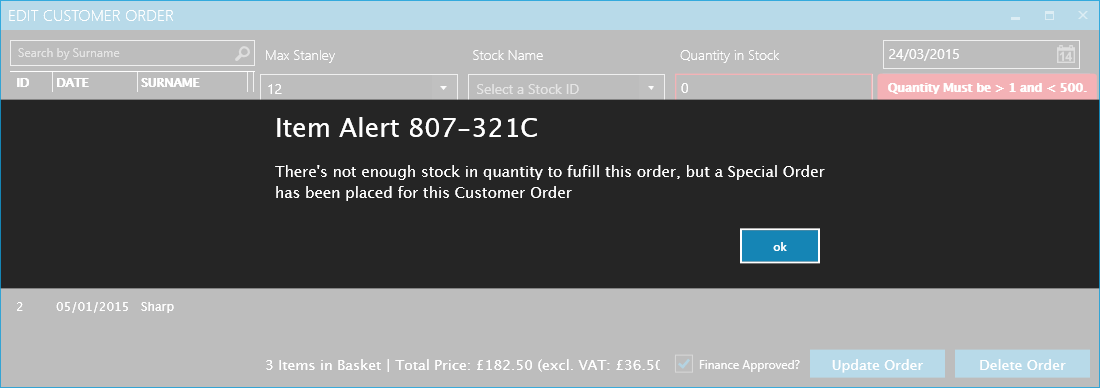 EDIT CUSTOMER ORDER
Search by Surname
Max Stanley
Stock Name
Quantity in Stock
24/03/2015
14
ID DATE SURNAME
12
Select a Stock ID
0
Quantity Must be > 1 and < 500.
Item Alert 807-321C
There's not enough stock in quantity to fufill this order, but a Special Order
has been placed for this Customer Order
ok
2 05/01/2015 Sharp
3 Items in Basket | Total Price: £182.50 (excl. VAT: £36.50
Finance Approved?
Update Order
Delete Order